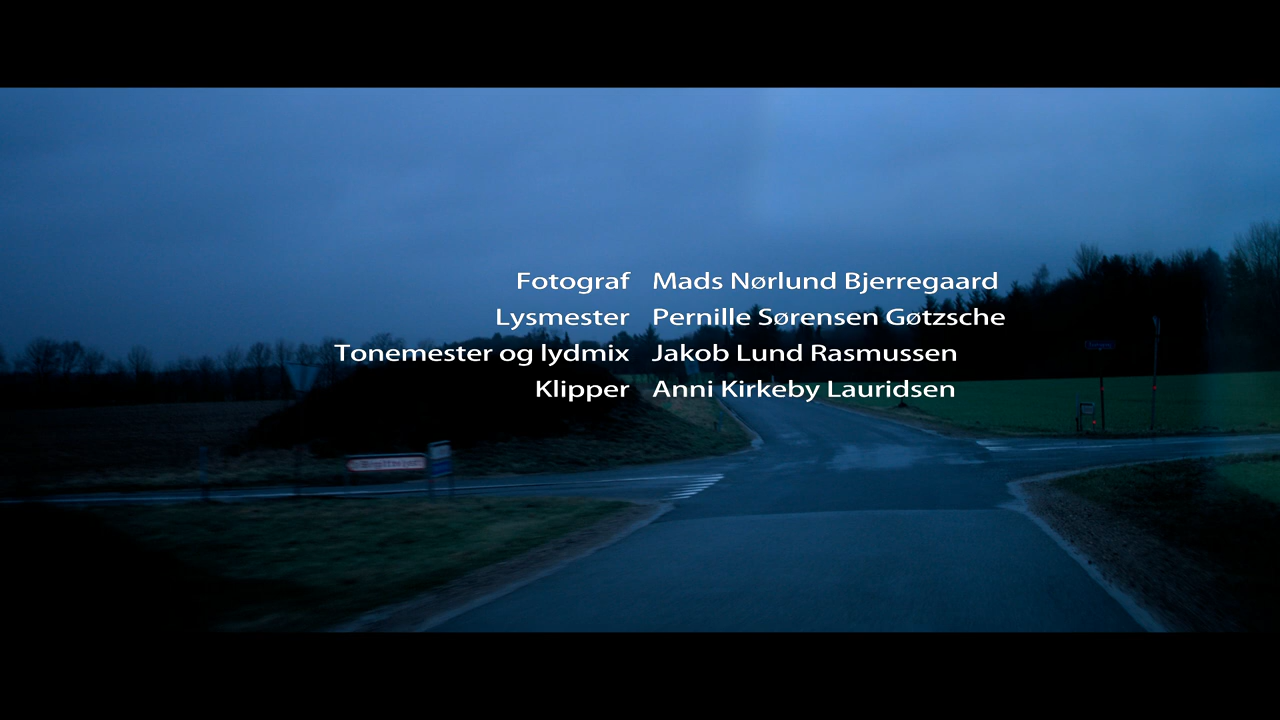 Fotograf Mads Nørlund Bjerregaard
Lysmester Pernille Sørensen Gøtzsche
Tonemester og lydmix Jakob Lund Rasmussen
Klipper Anni Kirkeby Lauridsen